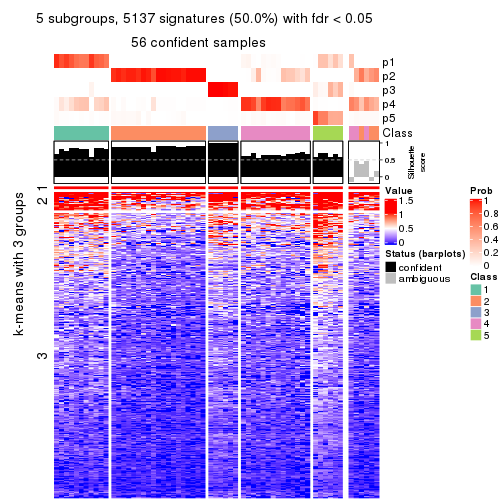 5 subgroups, 5137 signatures (50.0%) with fdr < 0.05
56 confident samples
p1
p2
p3
p4
p5
Class
1
0.5
0
Silhouette
score
k-means with 3 groups
1
2
3
Value
1.5
1
0.5
0
Status (barplots)
confident
ambiguous
Prob
1
0.8
0.6
0.4
0.2
0
Class
1
2
3
4
5